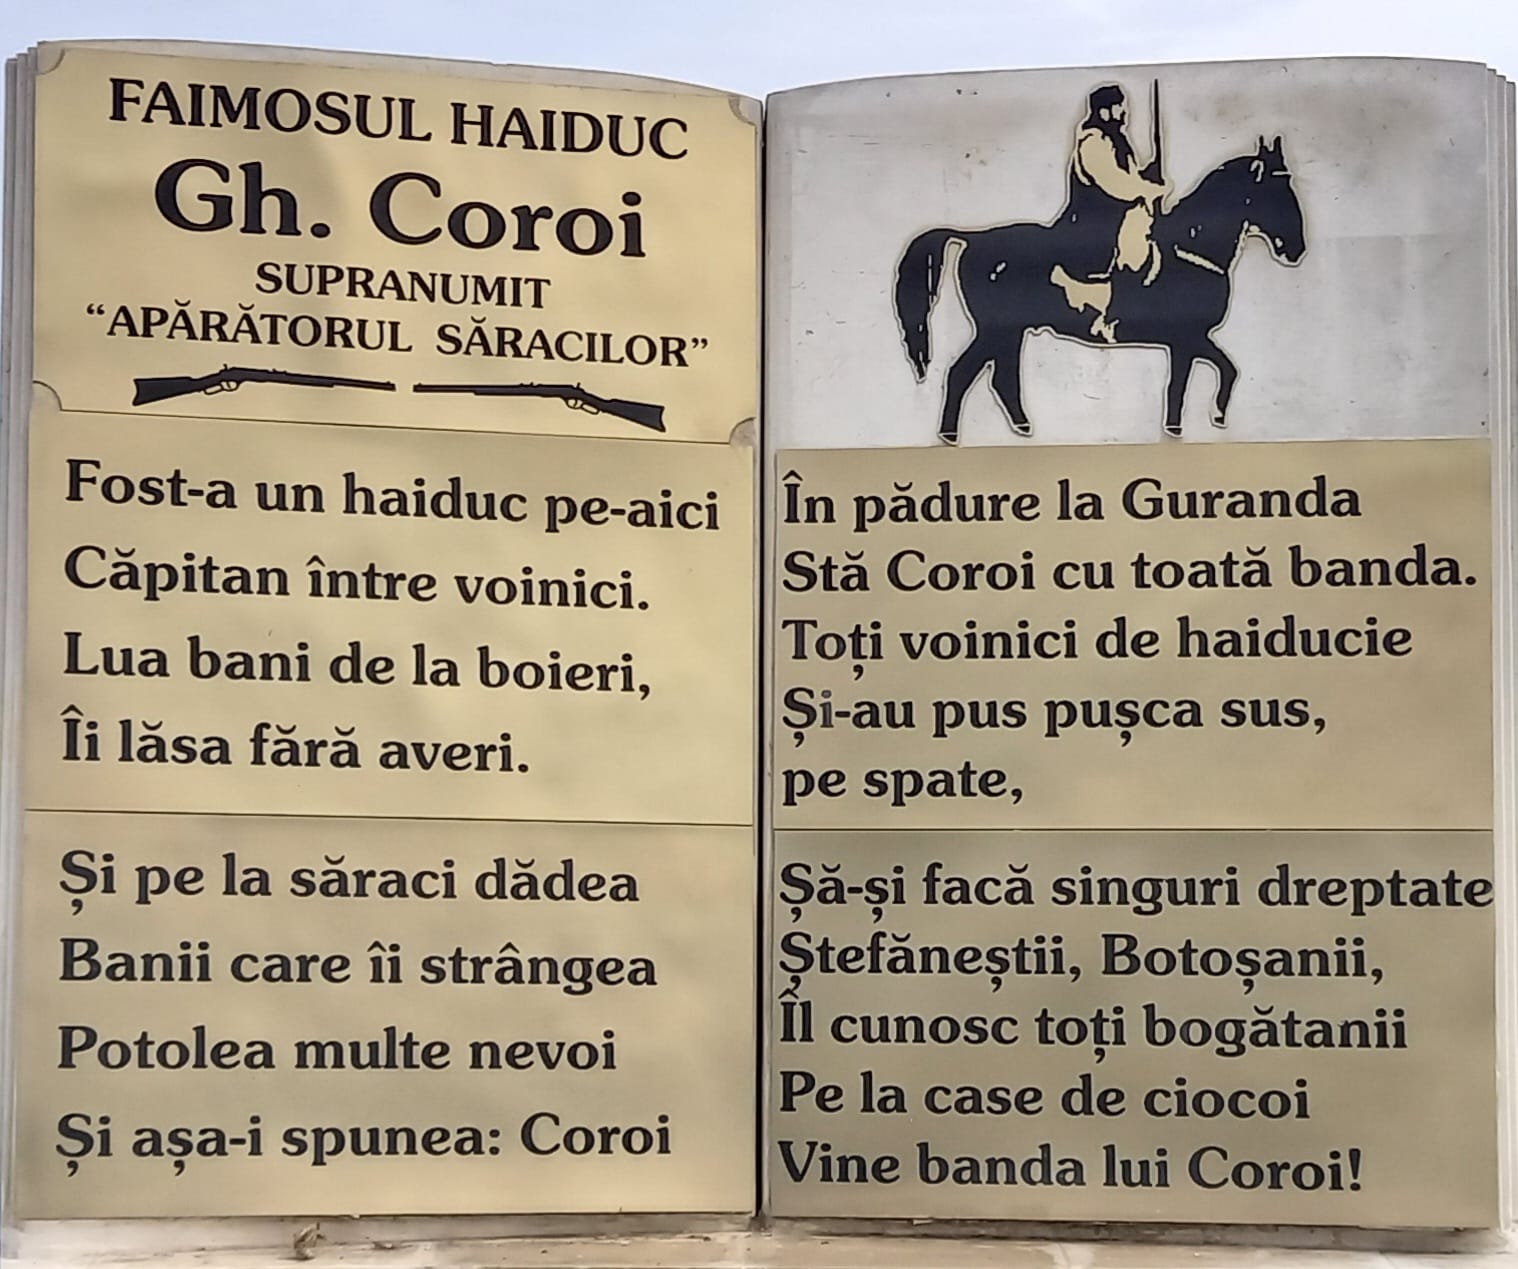 FAIMOSUL HAIDUC
Gh. Coroi
SUPRANUMIT
“APĂRĂTORUL SĂRACILOR”
Fost-a un haiduc pe-aici
Căpitan între voinici.
Lua bani de la boieri,
Îi lăsa fără averi.
Și pe la săraci dădea
Banii care îi strângea
Potolea multe nevoi
Și așa-i spunea: Coroi
În pădure la Guranda
Stă Coroi cu toată banda.
Toți voinici de haiducie
Și-au pus pușca sus,
pe spate,
Șă-și facă singuri dreptate
Ștefăneștii, Botoșanii,
Îl cunosc toți bogătanii
Pe la case de ciocoi
Vine banda lui Coroi!